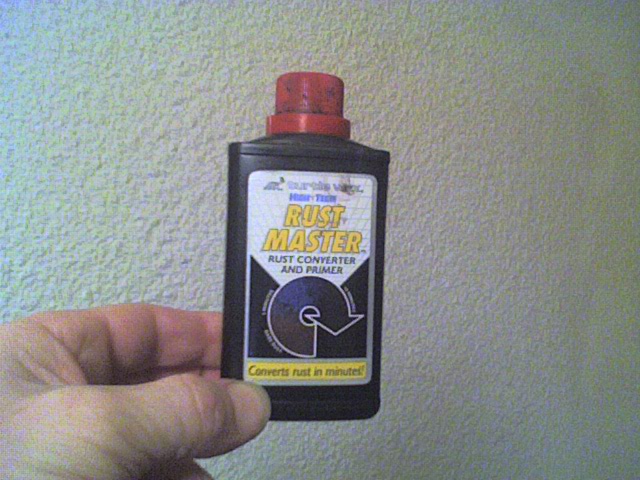 turtle wax
HIGH TECH
RUST
MASTER
RUST CONVERTER
AND PRIMER
Converts rust in minutes!